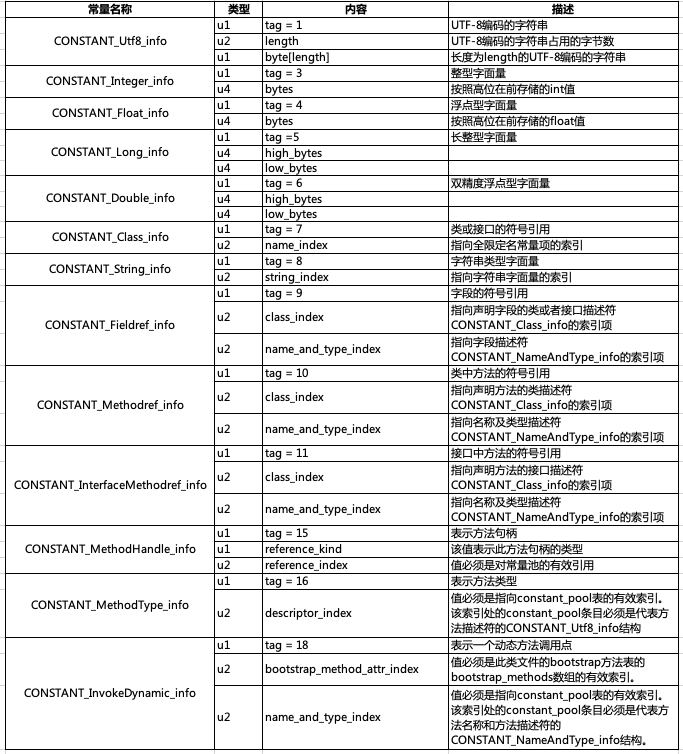 常量名称 类型 内容 描述
CONSTANT_Utf8_info
u1 tag = 1 UTF-8编码的字符串
u2 length UTF-8编码的字符串占用的字节数
u1 byte[length] 长度为length的UTF-8编码的字符串
CONSTANT_Integer_info
u1 tag = 3 整型字面量
u4 bytes 按照高位在前存储的int值
CONSTANT_Float_info
u1 tag = 4 浮点型字面量
u4 bytes 按照高位在前存储的float值
CONSTANT_Long_info
u1 tag =5 长整型字面量
u4 high_bytes
u4 low_bytes
CONSTANT_Double_info
u1 tag = 6 双精度浮点型字面量
u4 high_bytes
u4 low_bytes
CONSTANT_Class_info
u1 tag = 7 类或接口的符号引用
u2 name_index 指向全限定名常量项的索引
CONSTANT_String_info
u1 tag = 8 字符串类型字面量
u2 string_index 指向字符串字面量的索引
CONSTANT_Fieldref_info
u1 tag = 9 字段的符号引用
u2 class_index 指向声明字段的类或者接口描述符
CONSTANT_Class_info的索引项
u2 name_and_type_index 指向字段描述符
CONSTANT_NameAndType_info的索引项
CONSTANT_Methodref_info
u1 tag = 10 类中方法的符号引用
u2 class_index 指向声明方法的类描述符
CONSTANT_Class_info的索引项
u2 name_and_type_index 指向名称及类型描述符
CONSTANT_NameAndType_info的索引项
CONSTANT_InterfaceMethodref_info
u1 tag = 11 接口中方法的符号引用
u2 class_index 指向声明方法的接口描述符
CONSTANT_Class_info的索引项
u2 name_and_type_index 指向名称及类型描述符
CONSTANT_NameAndType_info的索引项
CONSTANT_MethodHandle_info
u1 tag = 15 表示方法句柄
u1 reference_kind 该值表示此方法句柄的类型
u2 reference_index 值必须是对常量池的有效引用
CONSTANT_MethodType_info
u1 tag = 16 表示方法类型
u2 descriptor_index 值必须是指向constant_pool表的有效索引。
该索引处的constant_pool条目必须是代表
方法描述符的CONSTANT_Utf8_info结构
CONSTANT_InvokeDynamic_info
u1 tag = 18 表示一个动态方法调用点
u2 bootstrap_method_attr_index 值必须是此类文件的bootstrap方法表的
bootstrap_methods数组的有效索引。
u2 name_and_type_index 值必须是指向constant_pool表的有效索引。
该索引处的constant_pool条目必须是代表
方法名称和方法描述符的
CONSTANT_NameAndType_info结构。